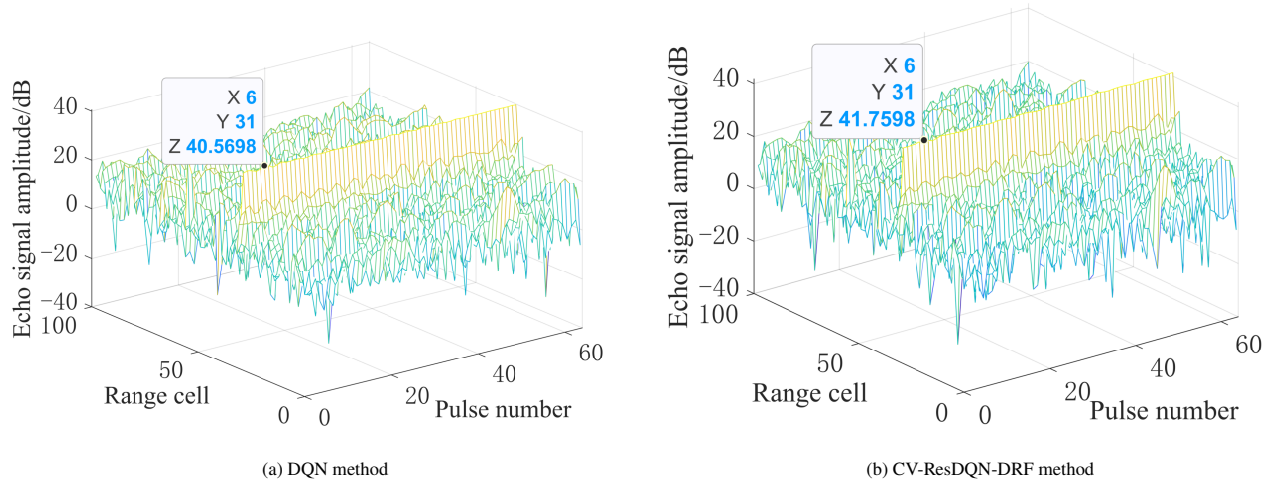 X 6
Y 31
Z 40.5698
Echo signal amplitude/dB
40
20
0
−20
−40
100
50
0
Range cell
0
20
40
60
Pulse number
(a) DQN method
X 6
Y 31
Z 41.7598
Echo signal amplitude/dB
40
20
0
−20
−40
100
50
0
Range cell
0
20
40
60
Pulse number
(b) CV-ResDQN-DRF method